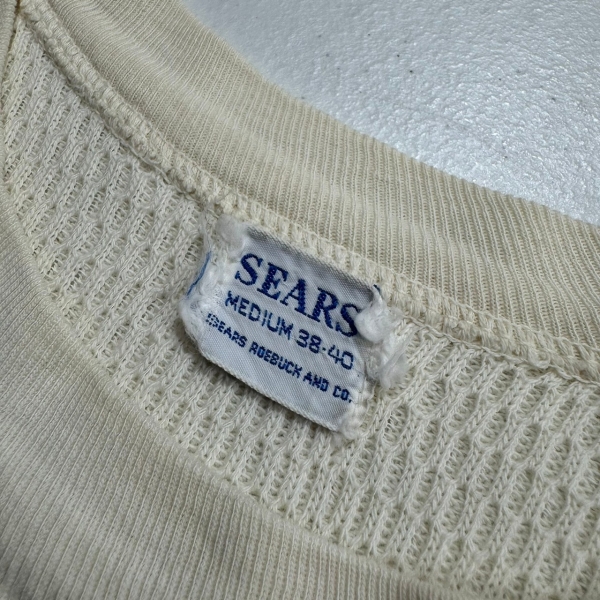 SEARS
MEDIUM 38-40
©SEARS ROEBUCK AND CO.